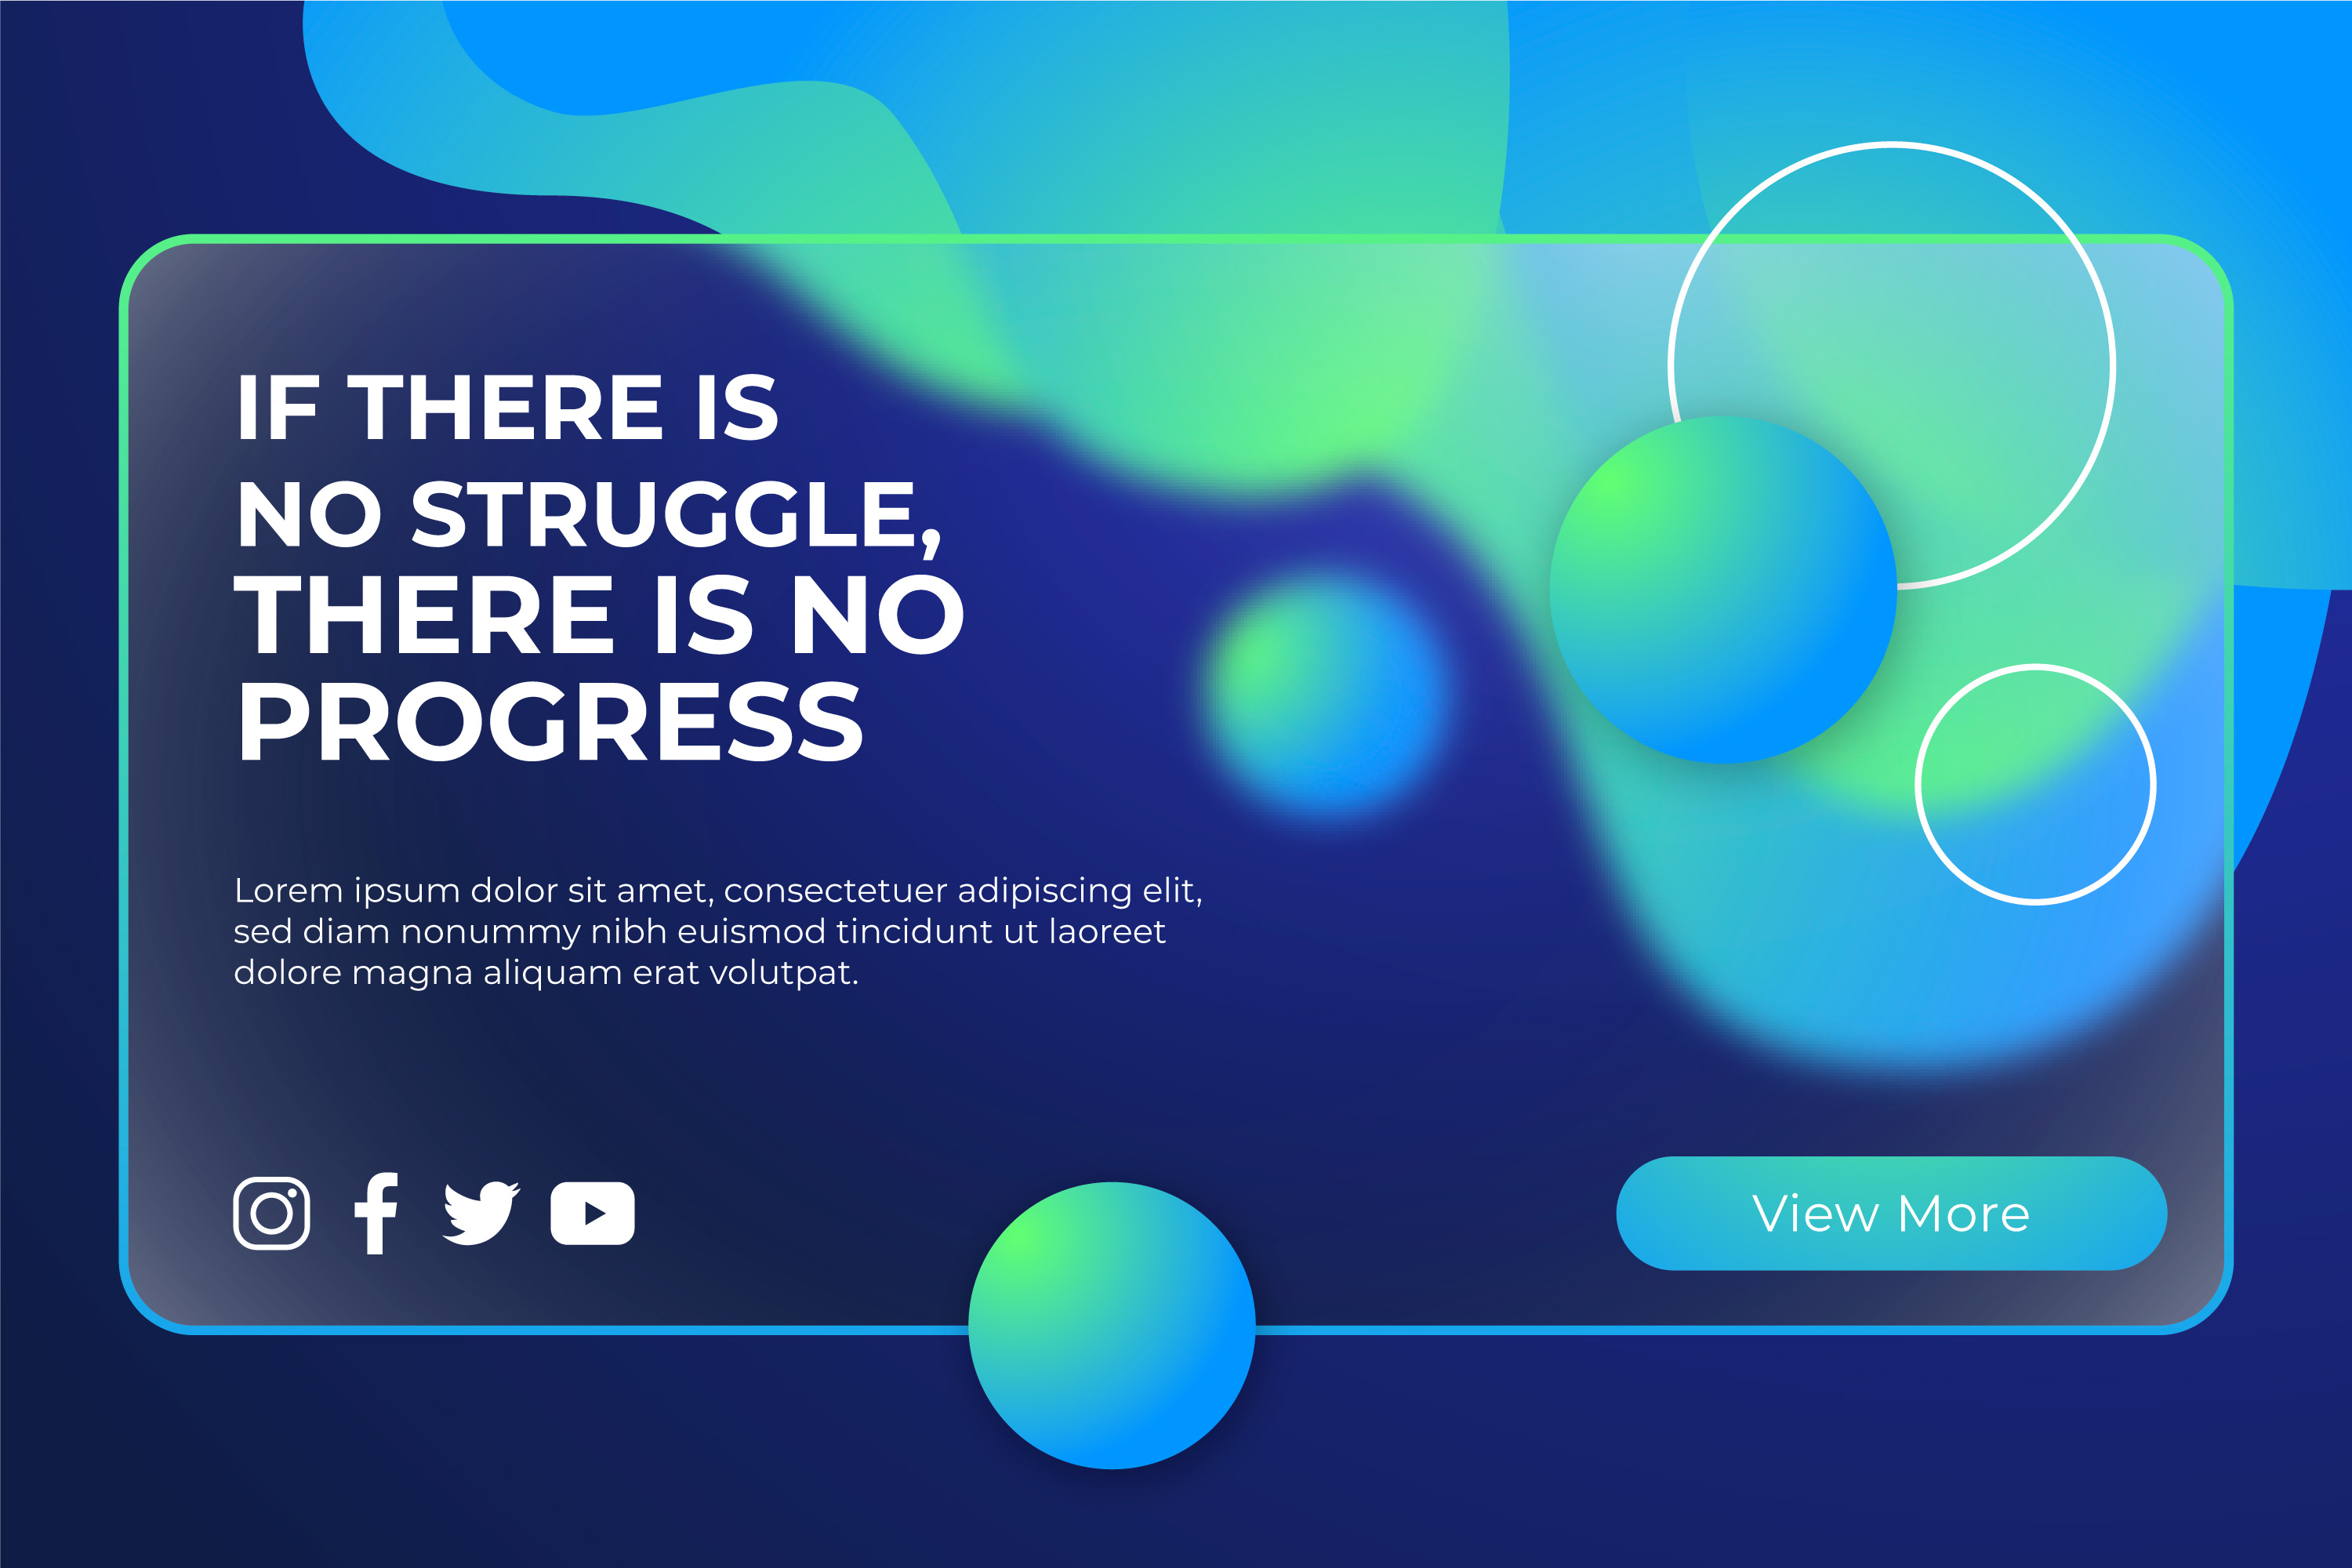 IF THERE IS
NO STRUGGLE,
THERE IS NO
PROGRESS
Lorem ipsum dolor sit amet, consectetuer adipiscing elit,
sed diam nonummy nibh euismod tincidunt ut laoreet
dolore magna aliquam erat volutpat.
View More